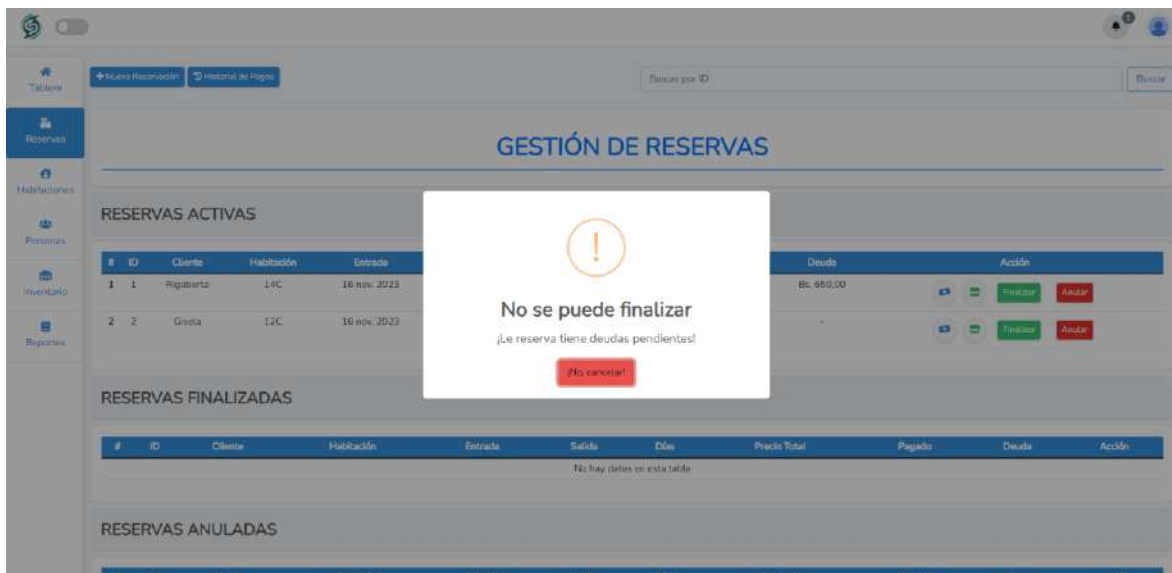 Tablero
Reservas
Habitaciones
Personas
Inventario
Reportes
+Nueva Reservación Historial de Pagos
Buscar por ID Buscar
GESTIÓN DE RESERVAS
RESERVAS ACTIVAS
# ID Cliente Habitación Entrada Deuda Acción
1 1 Rigoberto 14C 16 nov. 2023 Bs. 650,00 Finalizar Anular
2 2 Gisela 12C 16 nov. 2023 - Finalizar Anular
No se puede finalizar
¡Le reserva tiene deudas pendientes!
¡No, cancelar!
RESERVAS FINALIZADAS
# ID Cliente Habitación Entrada Salida Días Precio Total Pagado Deuda Acción
No hay datos en esta tabla
RESERVAS ANULADAS